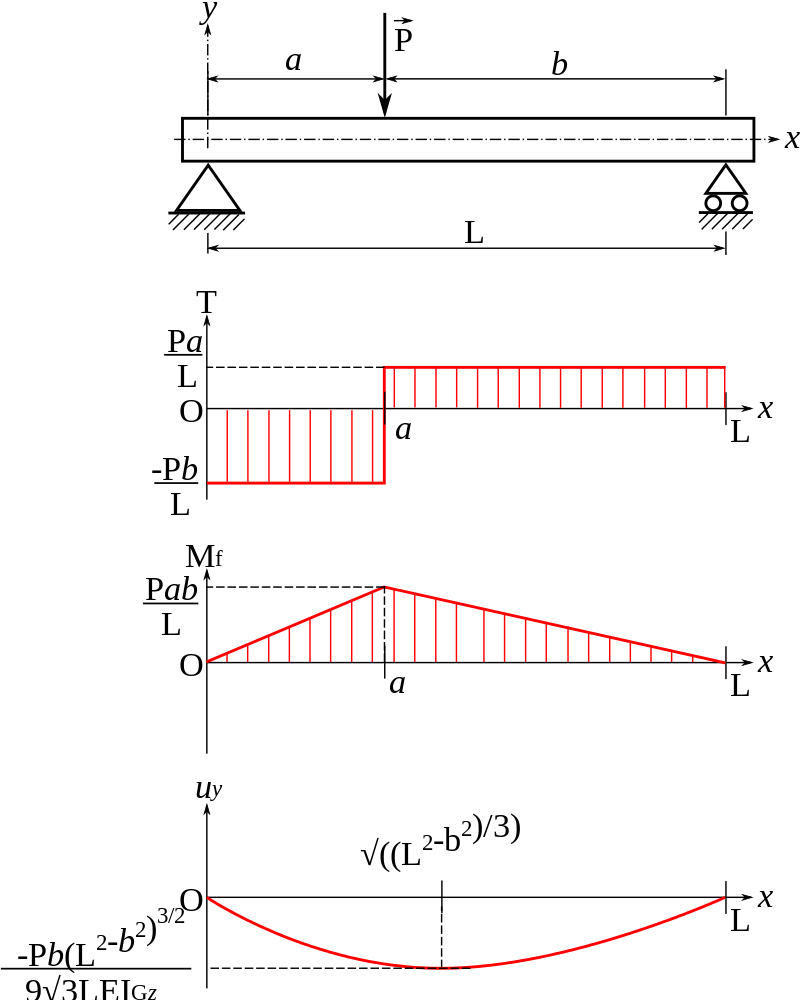 y
P
a
b
x
L
T
Pa
L
O
x
a
L
-Pb
L
Mf
Pab
L
O
x
a
L
uy
√((L2-b2)/3)
O
x
L
-Pb(L2-b2)3/2
9√3LEIGz